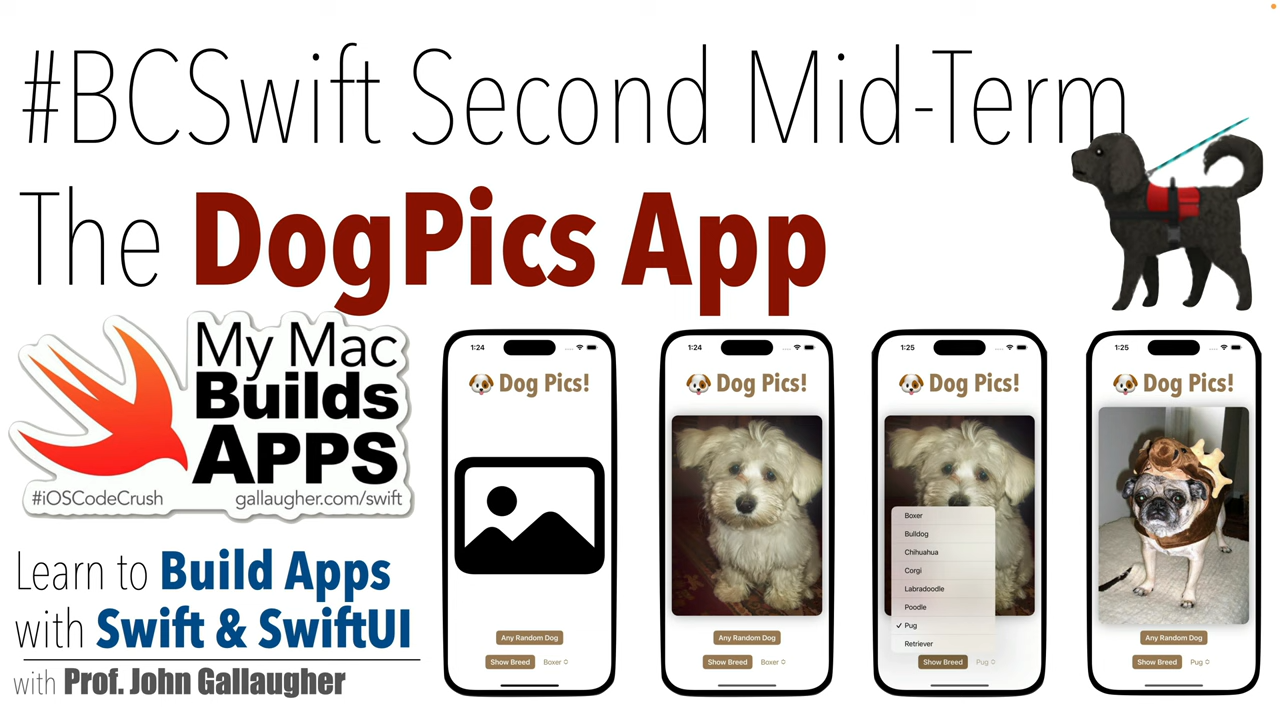 #BCSwift Second Mid-Term
The DogPics App
My Mac
Builds
APPS
#iOSCodeCrush
gallaugher.com/swift
Learn to Build Apps
with Swift & SwiftUI
with Prof. John Gallaugher
1:24
Dog Pics!
Any Random Dog
Show Breed Boxer
1:24
Dog Pics!
Any Random Dog
Show Breed Boxer
1:25
Dog Pics!
Boxer
Bulldog
Chihuahua
Corgi
Labradoodle
Poodle
Pug
Retriever
Show Breed Pug
1:25
Dog Pics!
Any Random Dog
Show Breed Pug